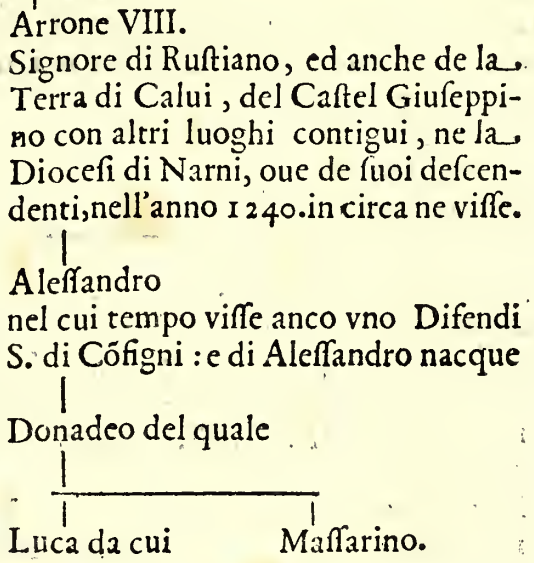 Arrone VIII.
Signore di Ruſtiano, ed anche de la
Terra di Calui, del Caſtel Giuſeppi-
no con altri luoghi contigui, ne la
Dioceſi di Narni, oue de ſuoi deſcen-
denti, nell'anno 1240. in circa ne viſſe.
Aleſſandro
nel cui tempo viſſe anco vno Difendi
S. di Cõfigni : e di Aleſſandro nacque
Donadeo del quale
Luca da cui Maſſarino.